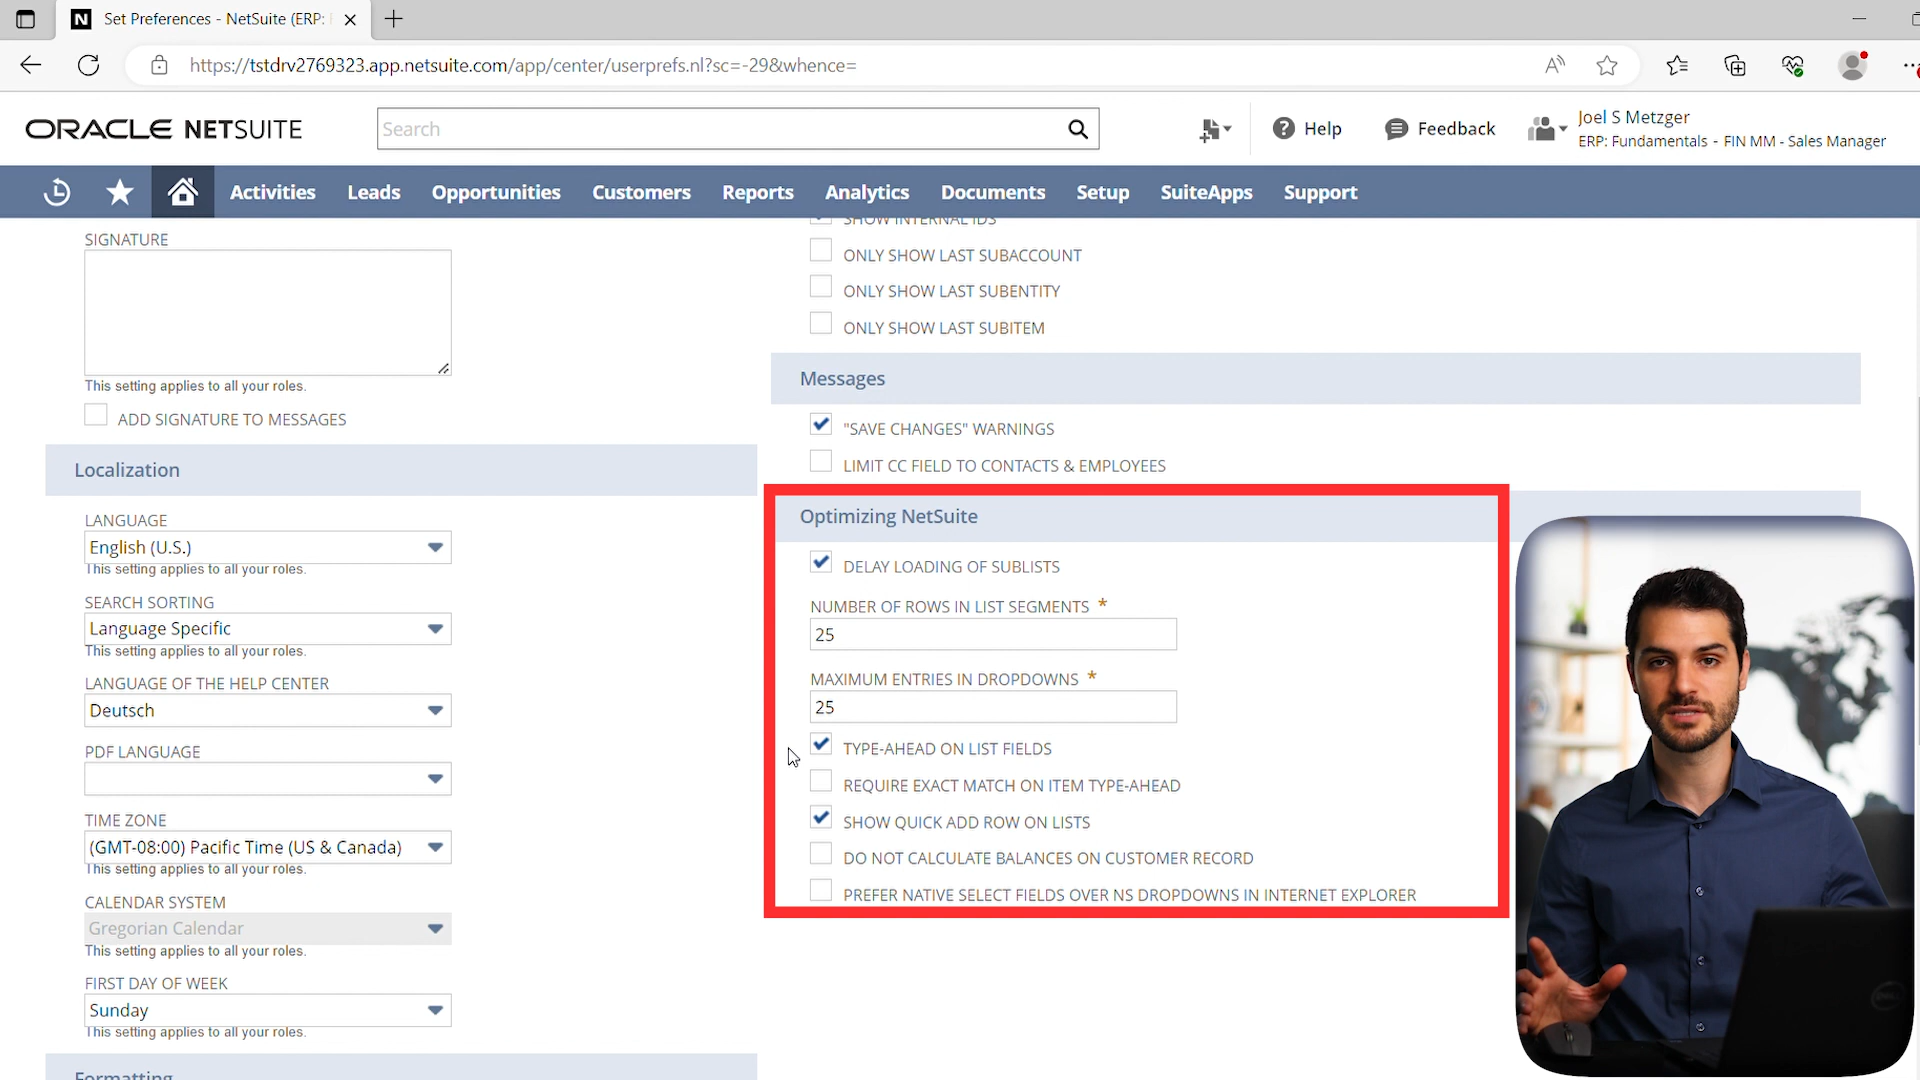 Set Preferences - NetSuite (ERP:
https://tstdrv2769323.app.netsuite.com/app/center/userprefs.nl?sc=-29&whence=
ORACLE NETSUITE
Search
Help
Feedback
Joel S Metzger
ERP: Fundamentals - FIN MM - Sales Manager
Activities
Leads
Opportunities
Customers
Reports
Analytics
Documents
Setup
SuiteApps
Support
SIGNATURE
This setting applies to all your roles.
ADD SIGNATURE TO MESSAGES
Localization
LANGUAGE
English (U.S.)
This setting applies to all your roles.
SEARCH SORTING
Language Specific
This setting applies to all your roles.
LANGUAGE OF THE HELP CENTER
Deutsch
PDF LANGUAGE
TIME ZONE
(GMT-08:00) Pacific Time (US & Canada)
This setting applies to all your roles.
CALENDAR SYSTEM
Gregorian Calendar
This setting applies to all your roles.
FIRST DAY OF WEEK
Sunday
This setting applies to all your roles.
Formatting
SHOW INTERNAL IDS
ONLY SHOW LAST SUBACCOUNT
ONLY SHOW LAST SUBENTITY
ONLY SHOW LAST SUBITEM
Messages
"SAVE CHANGES" WARNINGS
LIMIT CC FIELD TO CONTACTS & EMPLOYEES
Optimizing NetSuite
DELAY LOADING OF SUBLISTS
NUMBER OF ROWS IN LIST SEGMENTS *
25
MAXIMUM ENTRIES IN DROPDOWNS *
25
TYPE-AHEAD ON LIST FIELDS
REQUIRE EXACT MATCH ON ITEM TYPE-AHEAD
SHOW QUICK ADD ROW ON LISTS
DO NOT CALCULATE BALANCES ON CUSTOMER RECORD
PREFER NATIVE SELECT FIELDS OVER NS DROPDOWNS IN INTERNET EXPLORER
DELL